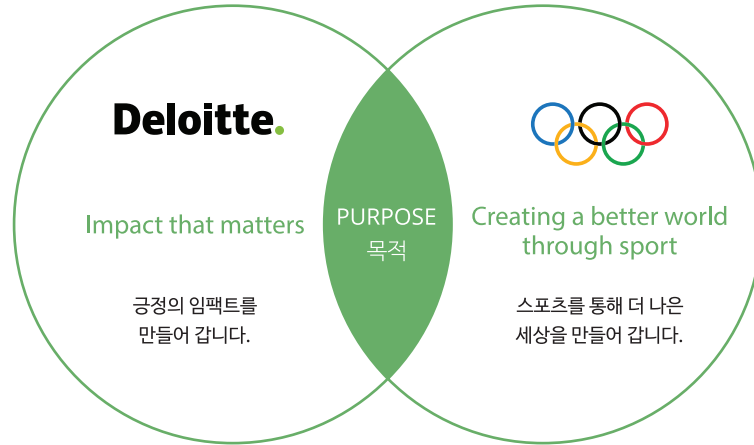 Deloitte.
Impact that matters
긍정의 임팩트를
만들어 갑니다.
PURPOSE
목적
Creating a better world
through sport
스포츠를 통해 더 나은
세상을 만들어 갑니다.